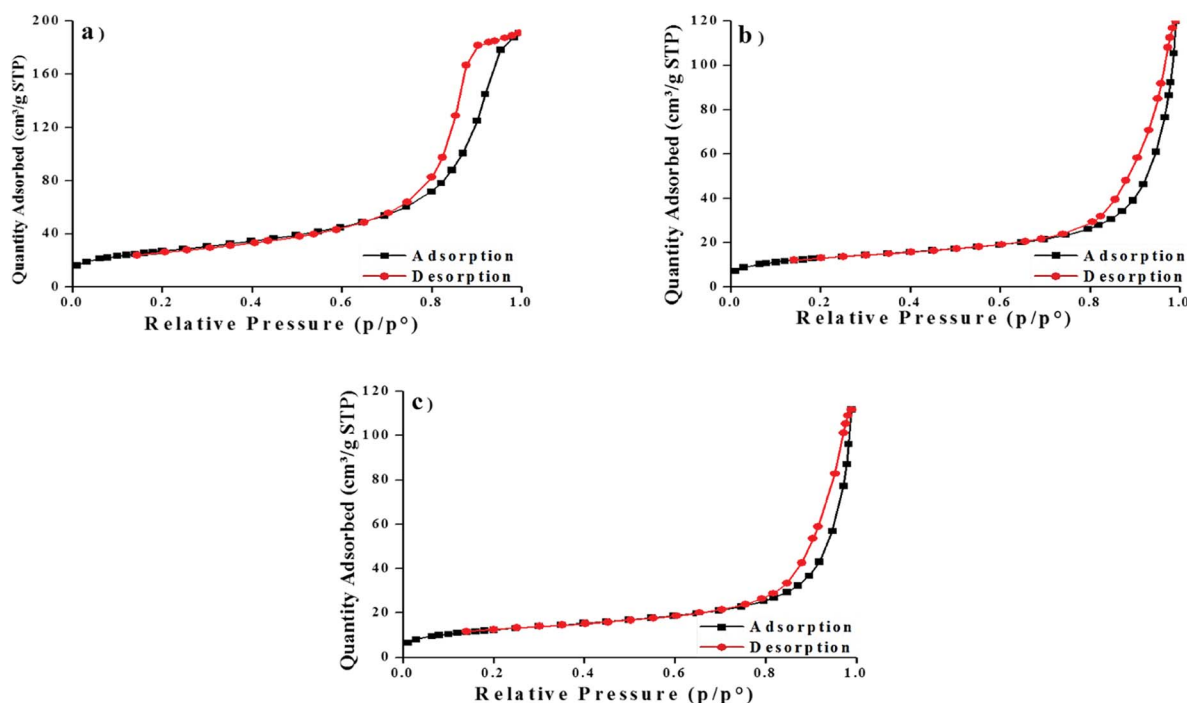 a)
200
160
120
80
40
0
Quantity Adsorbed (cm³/g STP)
Adsorption
Desorption
0.0 0.2 0.4 0.6 0.8 1.0
Relative Pressure (p/p°)
b)
120
100
80
60
40
20
0
Quantity Adsorbed (cm³/g STP)
Adsorption
Desorption
0.0 0.2 0.4 0.6 0.8 1.0
Relative Pressure (p/p°)
c)
120
100
80
60
40
20
0
Quantity Adsorbed (cm³/g STP)
Adsorption
Desorption
0.0 0.2 0.4 0.6 0.8 1.0
Relative Pressure (p/p°)